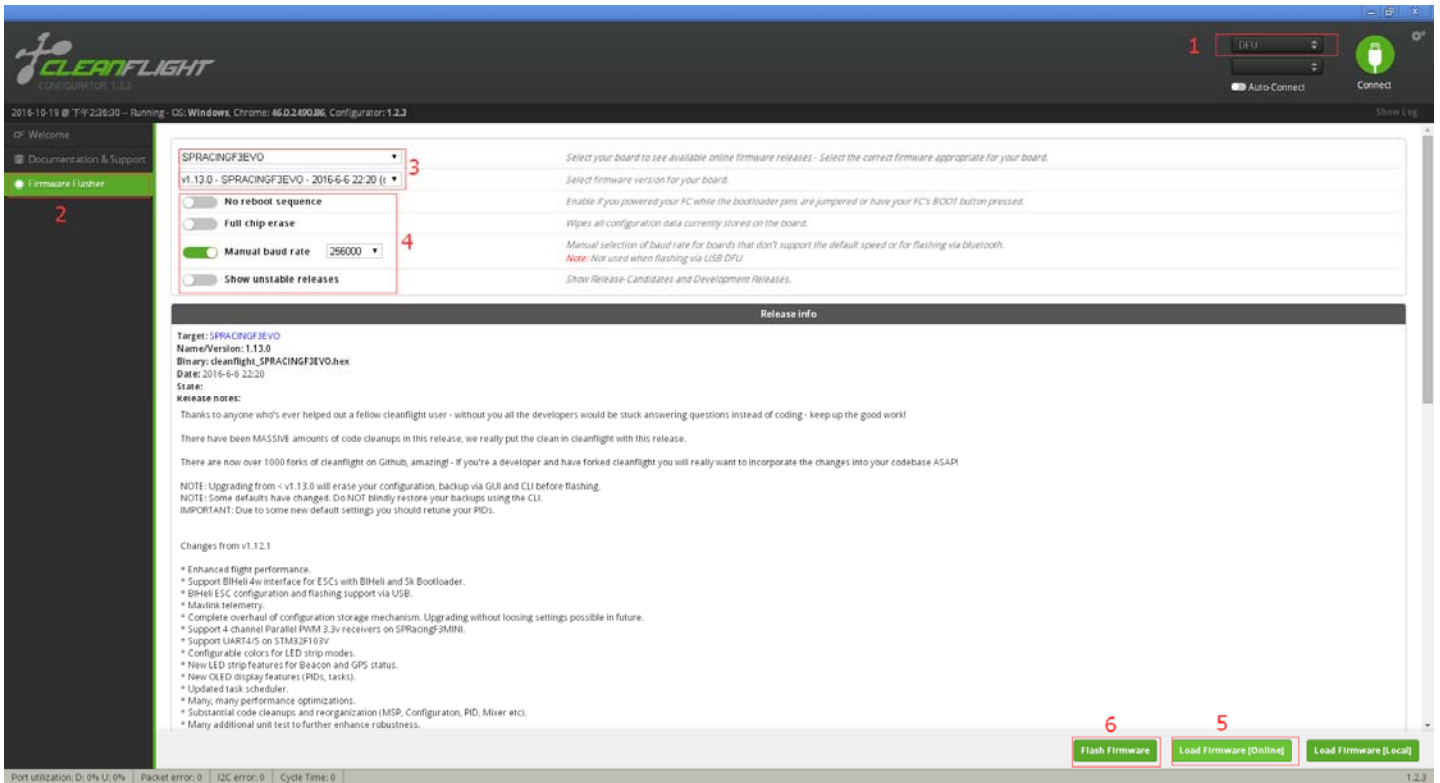 CLEANFLIGHT
CONFIGURATOR 1.2.3
1
DFU
Auto-Connect
Connect
2016-10-19 @ 下午2:36:30 -- Running - OS: Windows, Chrome: 46.0.2490.86, Configurator: 1.2.3
Show Log
Welcome
Documentation & Support
Firmware Flasher
2
SPRACINGF3EVO
Select your board to see available online firmware releases - Select the correct firmware appropriate for your board.
3
v1.13.0 - SPRACINGF3EVO - 2016-6-6 22:20 (s
Select firmware version for your board.
No reboot sequence
Enable if you powered your FC while the bootloader pins are jumpered or have your FC's BOOT button pressed.
Full chip erase
Wipes all configuration data currently stored on the board.
4
Manual baud rate 256000
Manual selection of baud rate for boards that don't support the default speed or for flashing via bluetooth.
Note: Not used when flashing via USB DFU
Show unstable releases
Show Release-Candidates and Development Releases.
Release info
Target: SPRACINGF3EVO
Name/Version: 1.13.0
Binary: cleanflight_SPRACINGF3EVO.hex
Date: 2016-6-6 22:20
State:
Release notes:
Thanks to anyone who's ever helped out a fellow cleanflight user - without you all the developers would be stuck answering questions instead of coding - keep up the good work!
There have been MASSIVE amounts of code cleanups in this release, we really put the clean in cleanflight with this release.
There are now over 1000 forks of cleanflight on Github, amazing! - If you're a developer and have forked cleanflight you will really want to incorporate the changes into your codebase ASAP!
NOTE: Upgrading from < v1.13.0 will erase your configuration, backup via GUI and CLI before flashing.
NOTE: Some defaults have changed. Do NOT blindly restore your backups using the CLI.
IMPORTANT: Due to some new default settings you should retune your PIDs.
Changes from v1.12.1
* Enhanced flight performance.
* Support BlHeli 4w interface for ESCs with BlHeli and Sk Bootloader.
* BlHeli ESC configuration and flashing support via USB.
* Mavlink telemetry.
* Complete overhaul of configuration storage mechanism. Upgrading without loosing settings possible in future.
* Support 4 channel Parallel PWM 3.3v receivers on SPRacingF3MINI.
* Support UART4/5 on STM32F103V
* Configurable colors for LED strip modes.
* New LED strip features for Beacon and GPS status.
* New OLED display features (PIDs, tasks).
* Updated task scheduler.
* Many, many performance optimizations.
* Substantial code cleanups and reorganization (MSP, Configuraton, PID, Mixer etc).
* Many additional unit test to further enhance robustness.
6
5
Flash Firmware
Load Firmware [Online]
Load Firmware [Local]
Port utilization: D: 0% U: 0%
Packet error: 0
I2C error: 0
Cycle Time: 0
1.2.3